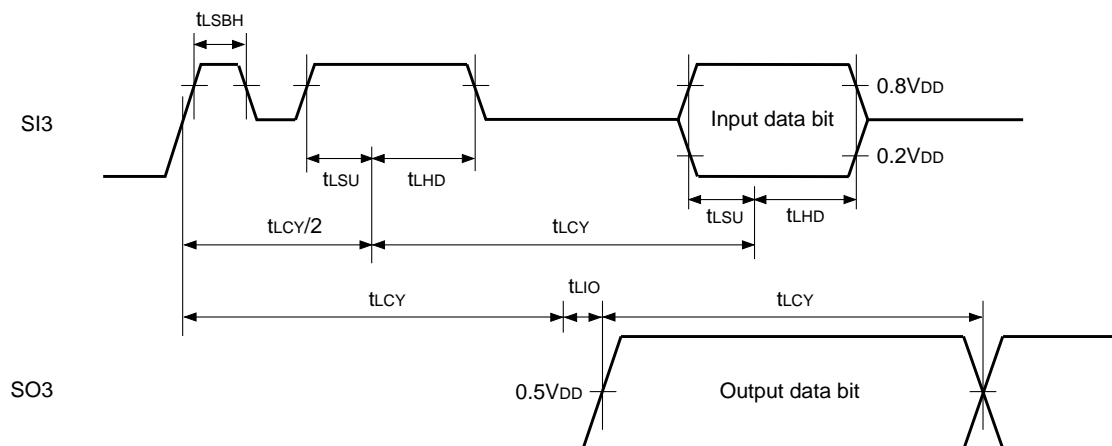 tLSBH
0.8VDD
SI3
Input data bit
0.2VDD
tLSU
tLHD
tLSU
tLHD
tLCY/2
tLCY
tLIO
tLCY
tLCY
SO3
0.5VDD
Output data bit